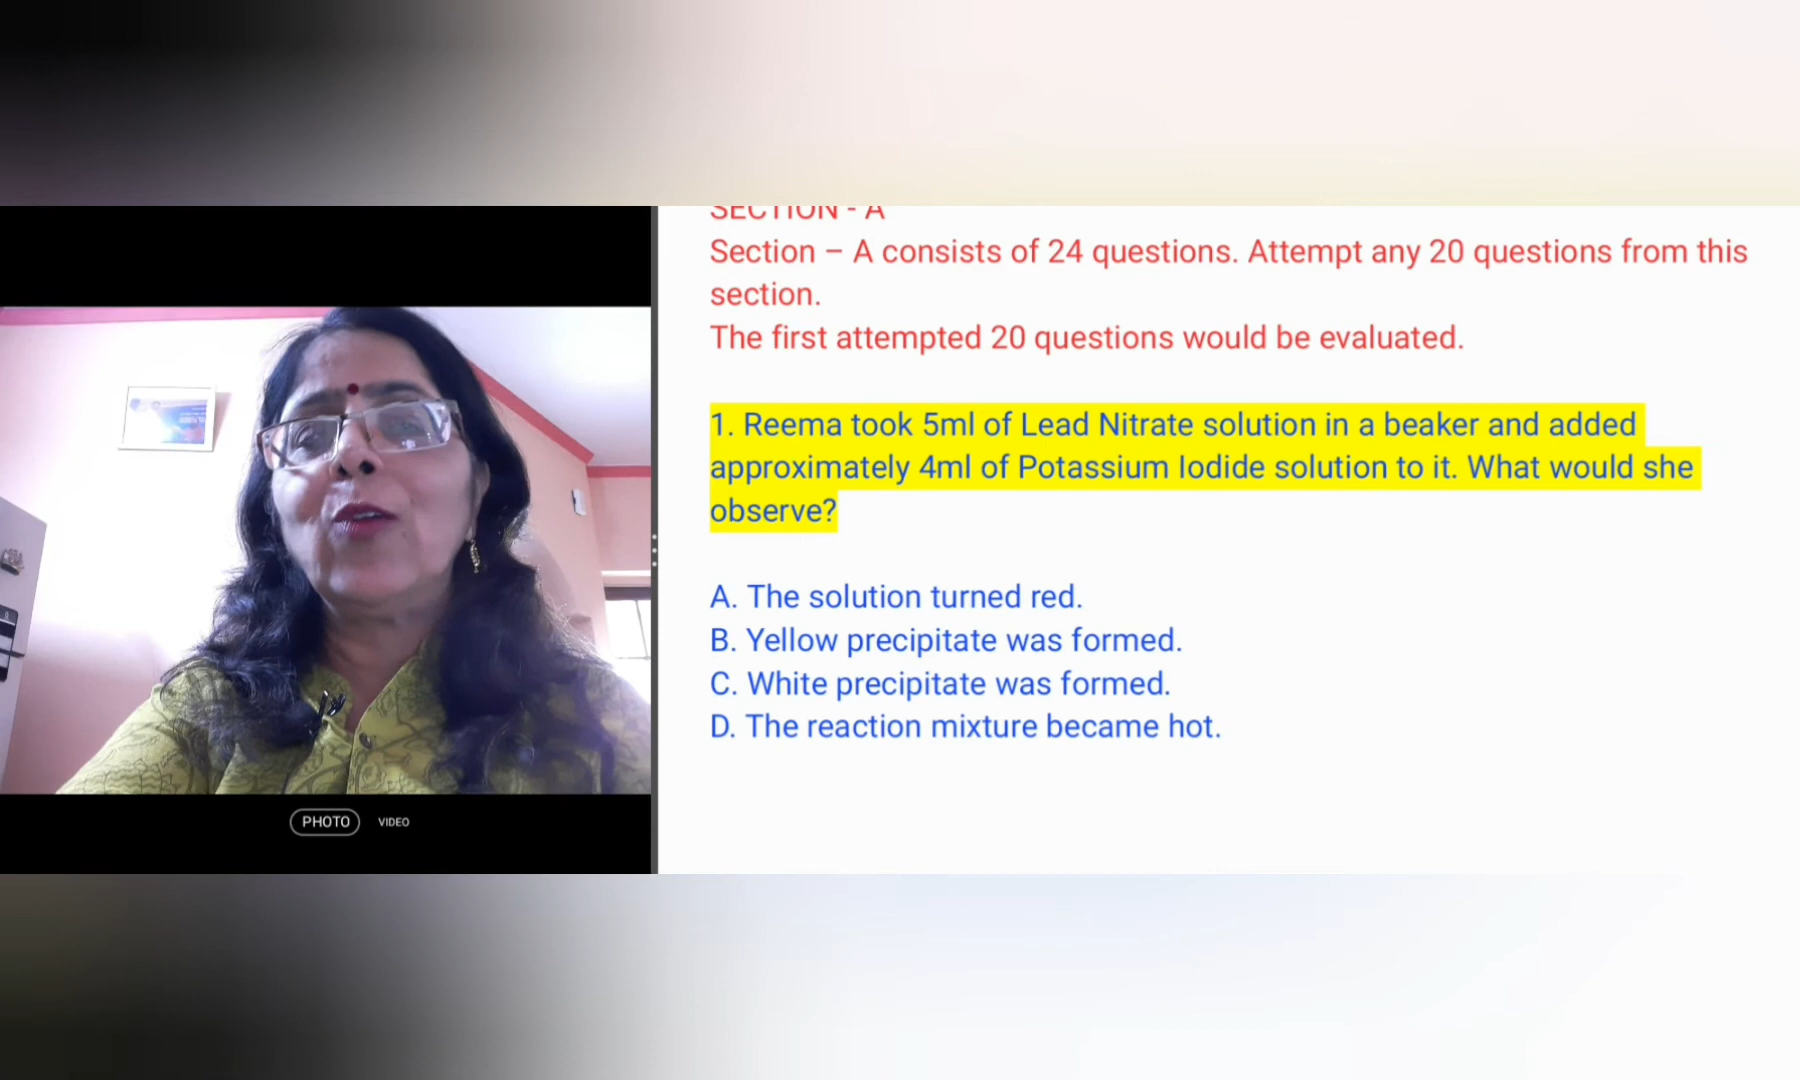 SECTION - A
Section – A consists of 24 questions. Attempt any 20 questions from this
section.
The first attempted 20 questions would be evaluated.
1. Reema took 5ml of Lead Nitrate solution in a beaker and added
approximately 4ml of Potassium Iodide solution to it. What would she
observe?
A. The solution turned red.
B. Yellow precipitate was formed.
C. White precipitate was formed.
D. The reaction mixture became hot.
PHOTO VIDEO